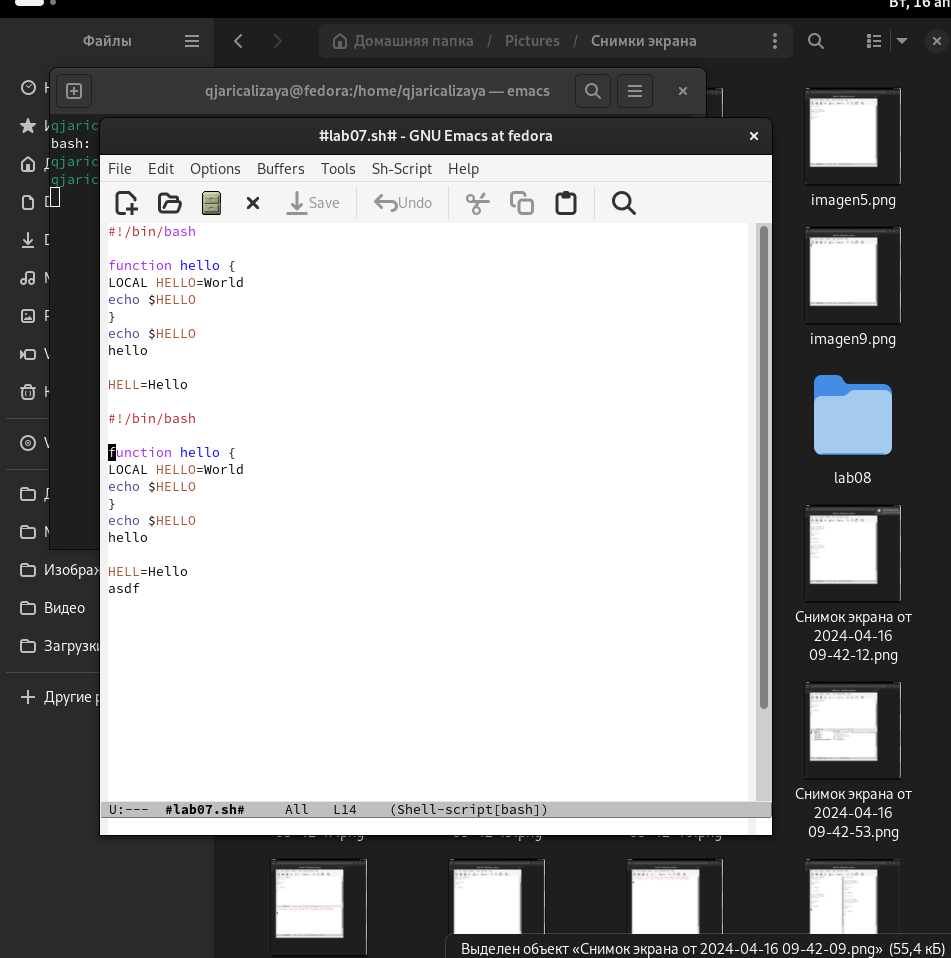 Вт, 16 ап
Файлы
Домашняя папка / Pictures / Снимки экрана
qjaricalizaya@fedora:/home/qjaricalizaya — emacs
qjaric
bash:
qjaric
qjaric
#lab07.sh# - GNU Emacs at fedora
File Edit Options Buffers Tools Sh-Script Help
Save Undo
#!/bin/bash
function hello {
LOCAL HELLO=World
echo $HELLO
}
echo $HELLO
hello
HELL=Hello
#!/bin/bash
function hello {
LOCAL HELLO=World
echo $HELLO
}
echo $HELLO
hello
HELL=Hello
asdf
U:--- #lab07.sh# All L14 (Shell-script[bash])
Изображ
Видео
Загрузки
Другие р
imagen5.png
imagen9.png
lab08
Снимок экрана от
2024-04-16
09-42-12.png
Снимок экрана от
2024-04-16
09-42-53.png
Выделен объект «Снимок экрана от 2024-04-16 09-42-09.png» (55,4 кБ)